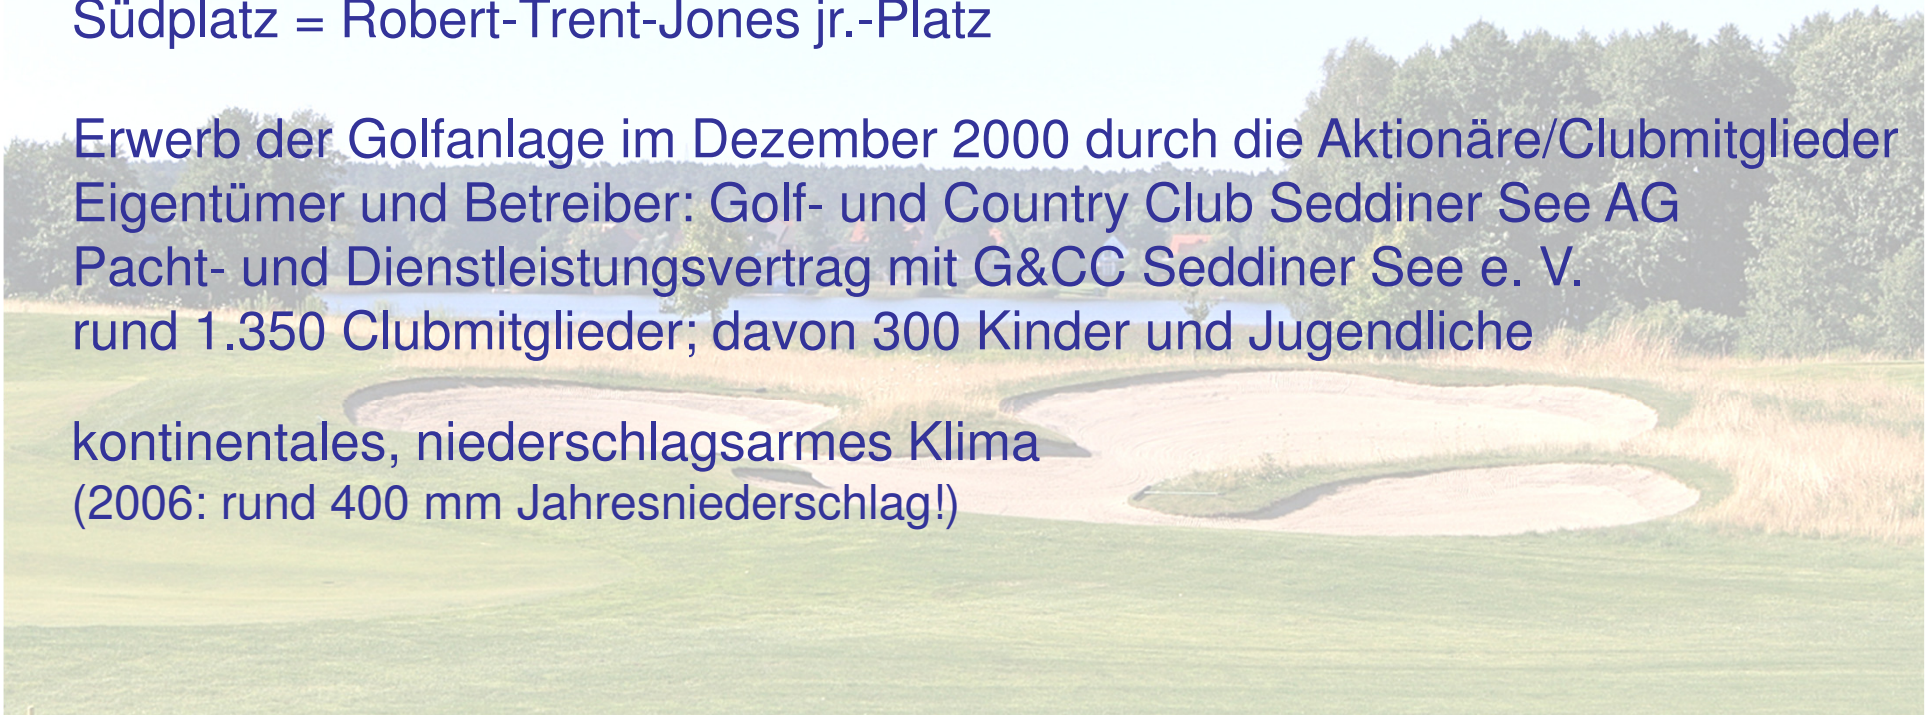 Südplatz = Robert-Trent-Jones jr.-Platz
Erwerb der Golfanlage im Dezember 2000 durch die Aktionäre/Clubmitglieder
Eigentümer und Betreiber: Golf- und Country Club Seddiner See AG
Pacht- und Dienstleistungsvertrag mit G&CC Seddiner See e. V.
rund 1.350 Clubmitglieder; davon 300 Kinder und Jugendliche
kontinentales, niederschlagsarmes Klima
(2006: rund 400 mm Jahresniederschlag!)